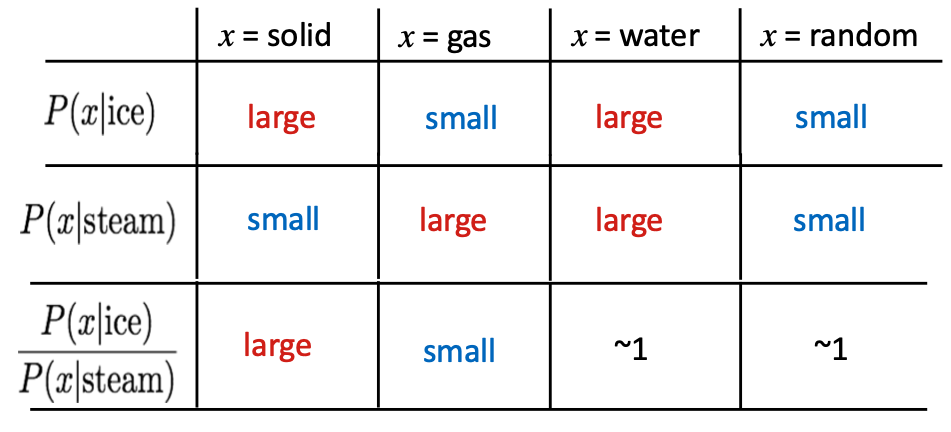 x = solid x = gas x = water x = random
P(x|ice) large small large small
P(x|steam) small large large small
P(x|ice)
large small ~1 ~1
P(x|steam)